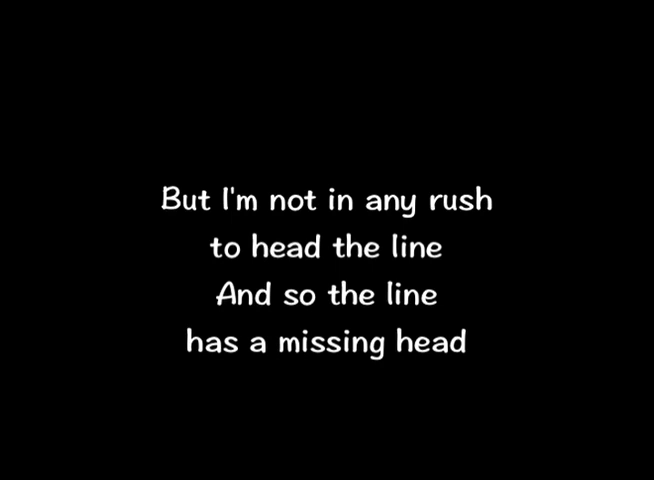 But I'm not in any rush
to head the line
And so the line
has a missing head